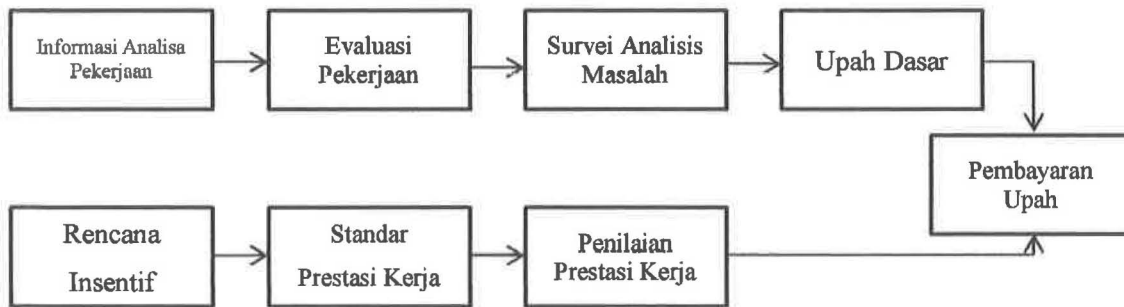 Informasi Analisa
Pekerjaan
Evaluasi
Pekerjaan
Survei Analisis
Masalah
Upah Dasar
Pembayaran
Upah
Rencana
Insentif
Standar
Prestasi Kerja
Penilaian
Prestasi Kerja